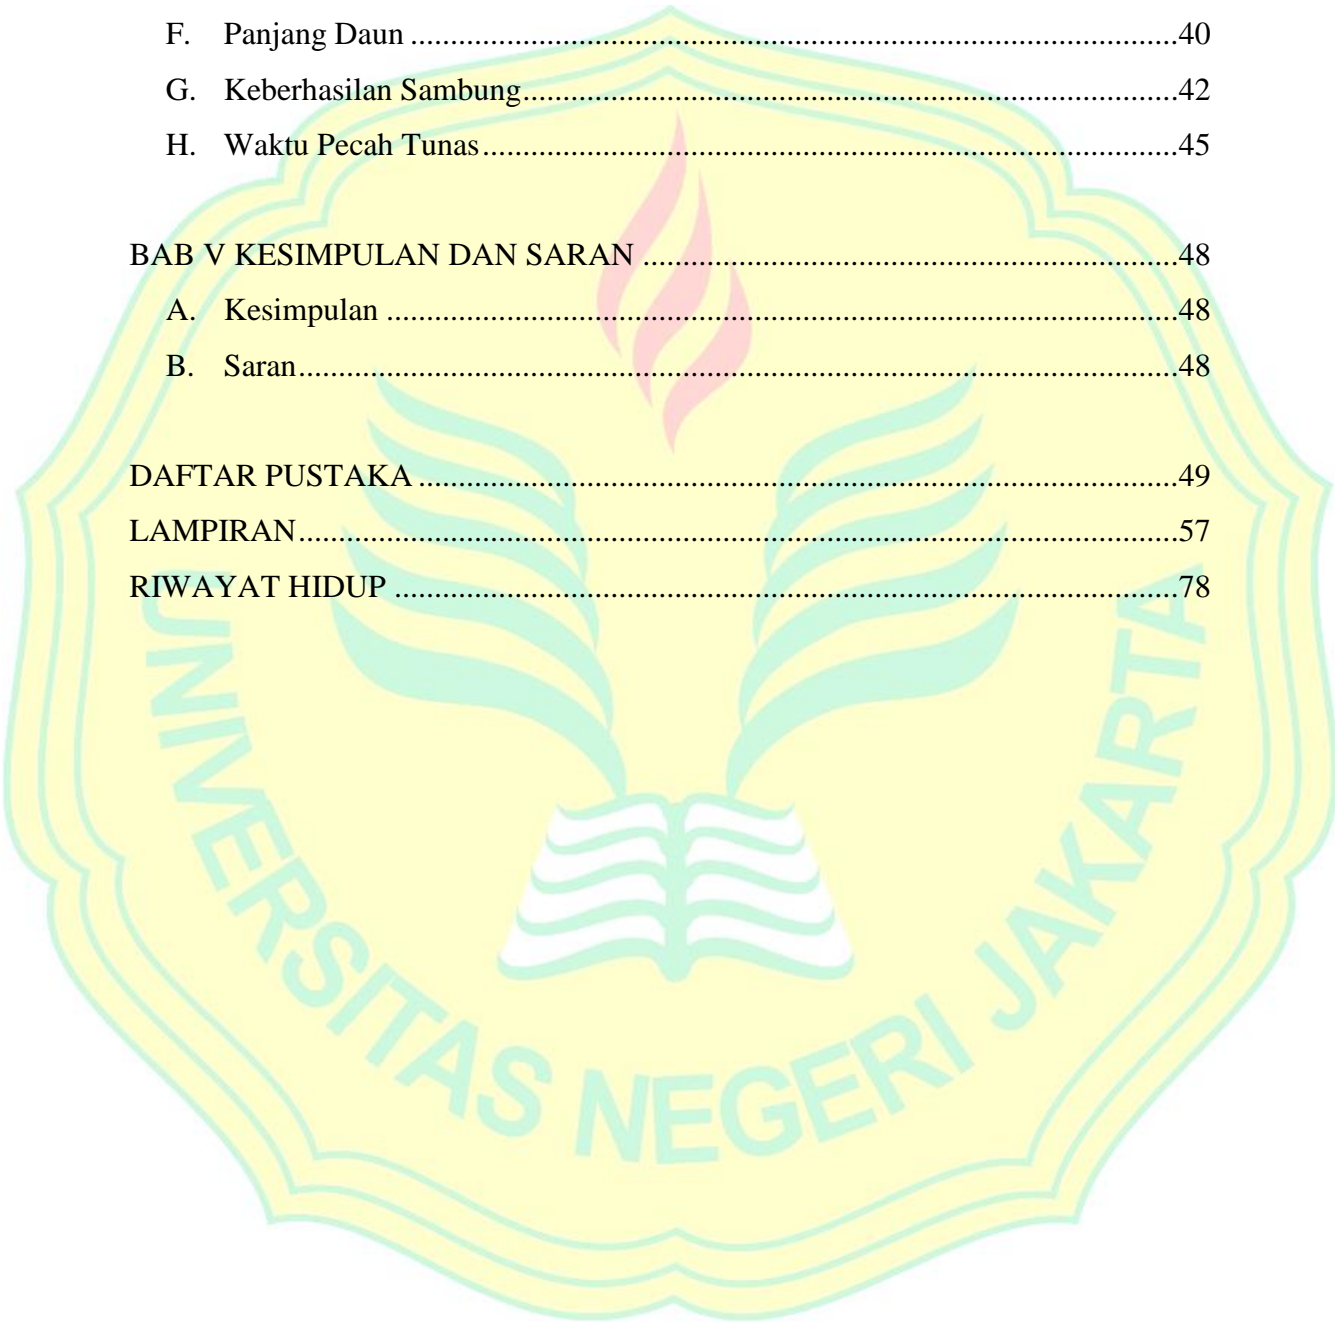 F. Panjang Daun ........................................................................................40
G. Keberhasilan Sambung........................................................................................42
H. Waktu Pecah Tunas........................................................................................45
BAB V KESIMPULAN DAN SARAN ........................................................................................48
A. Kesimpulan ........................................................................................48
B. Saran........................................................................................48
DAFTAR PUSTAKA ........................................................................................49
LAMPIRAN........................................................................................57
RIWAYAT HIDUP ........................................................................................78
UNIVERSITAS NEGERI JAKARTA